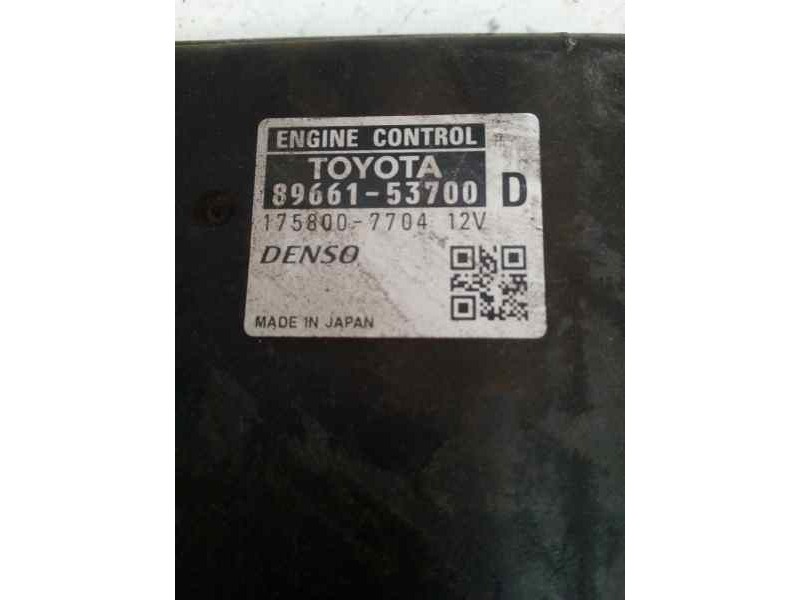 ENGINE CONTROL
TOYOTA
89661-53700 D
175800-7704 12V
DENSO
MADE IN JAPAN